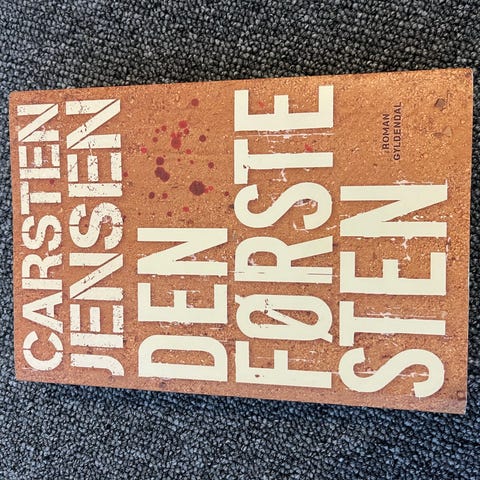 CARSTEN
JENSEN
DEN
FØRSTE
STEN
ROMAN
GYLDENDAL